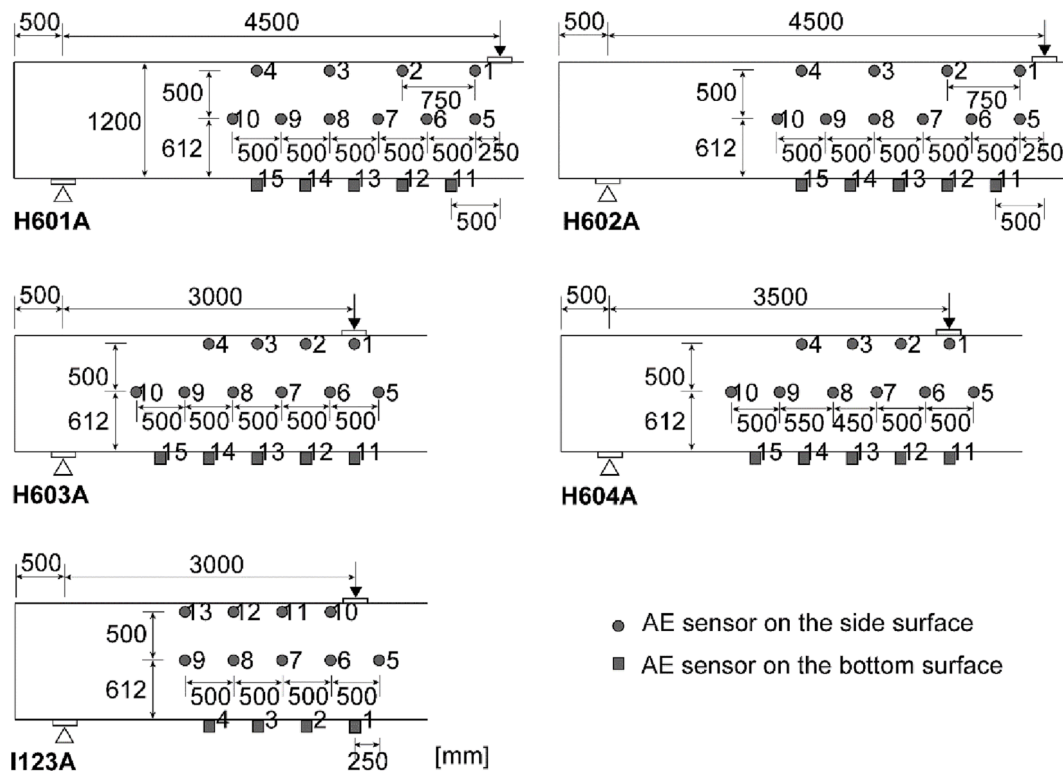 500 4500
4 3 2 1
500 750
1200 10 9 8 7 6 5
612 500 500 500 500 500 250
15 14 13 12 11
H601A 500
500 4500
4 3 2 1
500 750
10 9 8 7 6 5
612 500 500 500 500 500 250
15 14 13 12 11
H602A 500
500 3000
4 3 2 1
500
10 9 8 7 6 5
612 500 500 500 500 500
15 14 13 12 11
H603A
500 3500
4 3 2 1
500
10 9 8 7 6 5
612 500 550 450 500 500
15 14 13 12 11
H604A
500 3000
13 12 11 10
500
9 8 7 6 5
612 500 500 500 500
4 3 2 1
I123A 250 [mm]
AE sensor on the side surface
AE sensor on the bottom surface